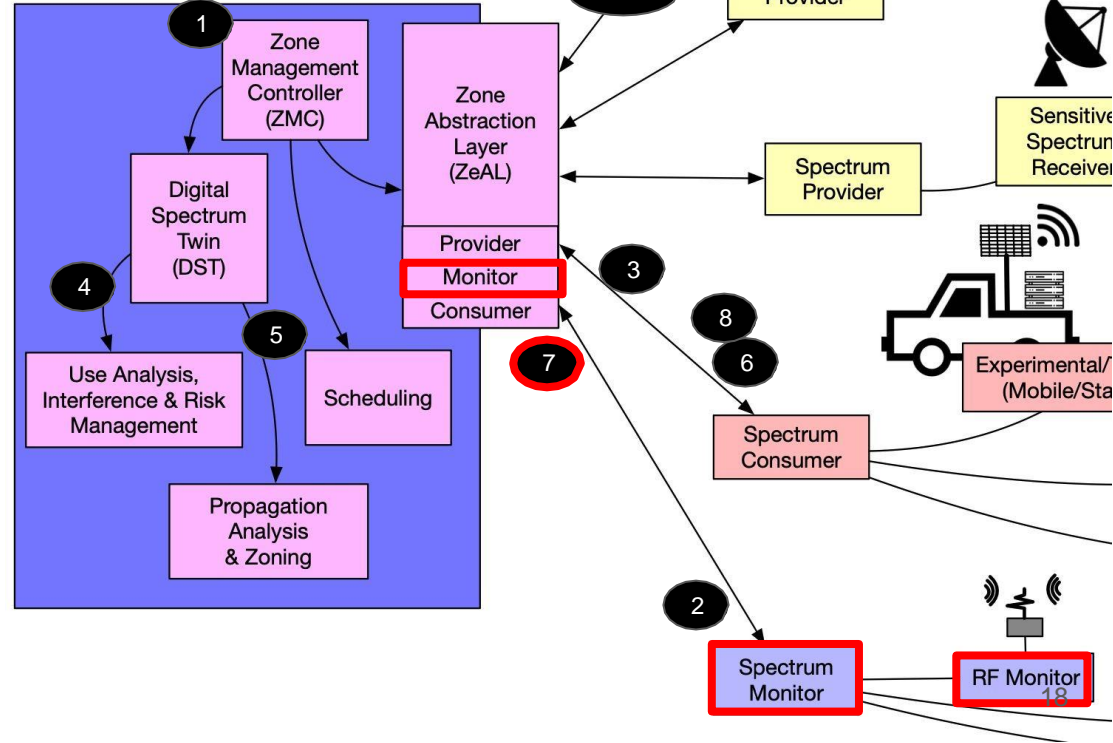 1
Zone
Management
Controller
(ZMC)
Zone
Abstraction
Layer
(ZeAL)
Provider
Monitor
Consumer
Digital
Spectrum
Twin
(DST)
4
5
Use Analysis,
Interference & Risk
Management
Scheduling
Propagation
Analysis
& Zoning
Provider
Spectrum
Provider
Sensitive
Spectrum
Receiver
3
8
6
7
Experimental/
(Mobile/Sta
Spectrum
Consumer
2
Spectrum
Monitor
RF Monitor
18